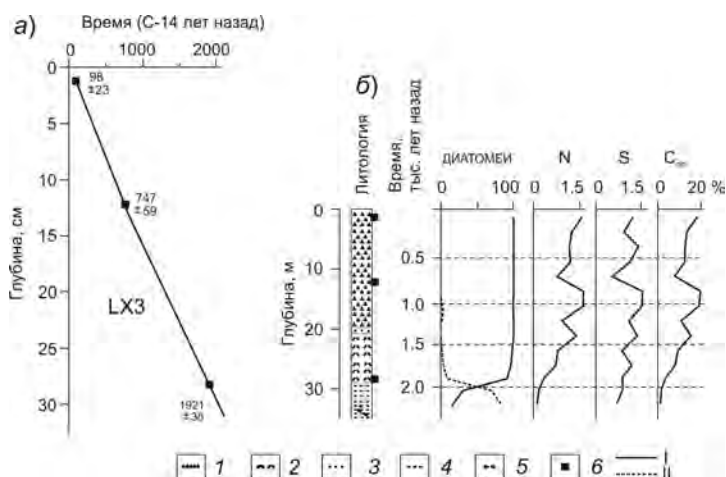 а)
Время (С-14 лет назад)
0 1000 2000
Глубина, см
0
5
10
15
20
25
30
98
±23
747
±59
1921
±38
LX3
б)
Литология
Время,
тыс. лет назад
ДИАТОМЕИ N S
0 100 0 1.5 0 1.5 0 20 %
Глубина, м
0
10
20
30
0.5
1.0
1.5
2.0
1 2 3 4 5 6 I
II